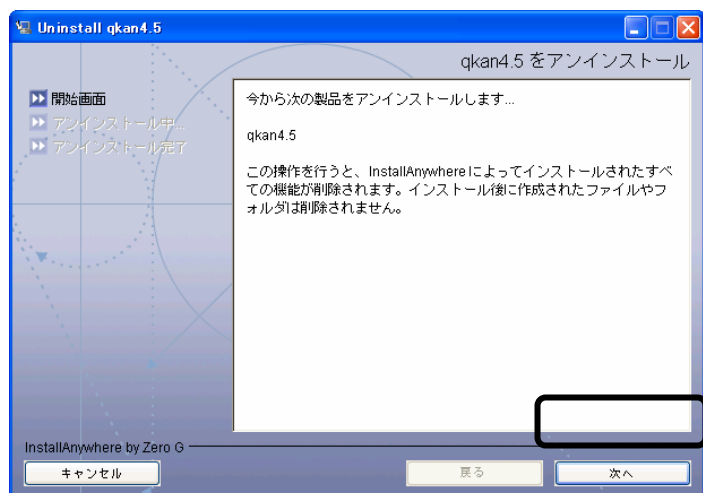 Uninstall qkan4.5
qkan4.5 をアンインストール
開始画面
アンインストール中...
アンインストール完了
今から次の製品をアンインストールします...
qkan4.5
この操作を行うと、InstallAnywhereによってインストールされたすべ
ての機能が削除されます。インストール後に作成されたファイルやフ
ォルダは削除されません。
InstallAnywhere by Zero G
キャンセル
戻る
次へ